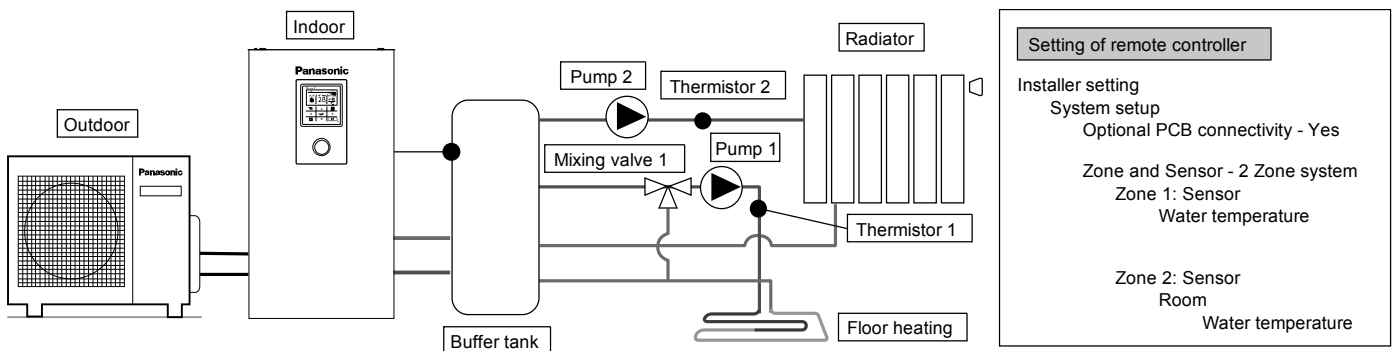 Indoor
Panasonic
Outdoor
Panasonic
Pump 2
Thermistor 2
Radiator
Mixing valve 1
Pump 1
Thermistor 1
Buffer tank
Floor heating
Setting of remote controller
Installer setting
System setup
Optional PCB connectivity - Yes
Zone and Sensor - 2 Zone system
Zone 1: Sensor
Water temperature
Zone 2: Sensor
Room
Water temperature